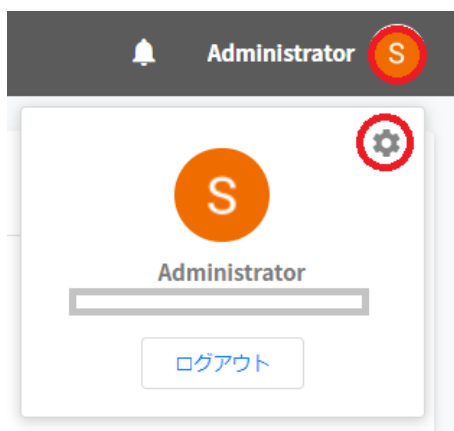 Administrator S
S
Administrator
ログアウト